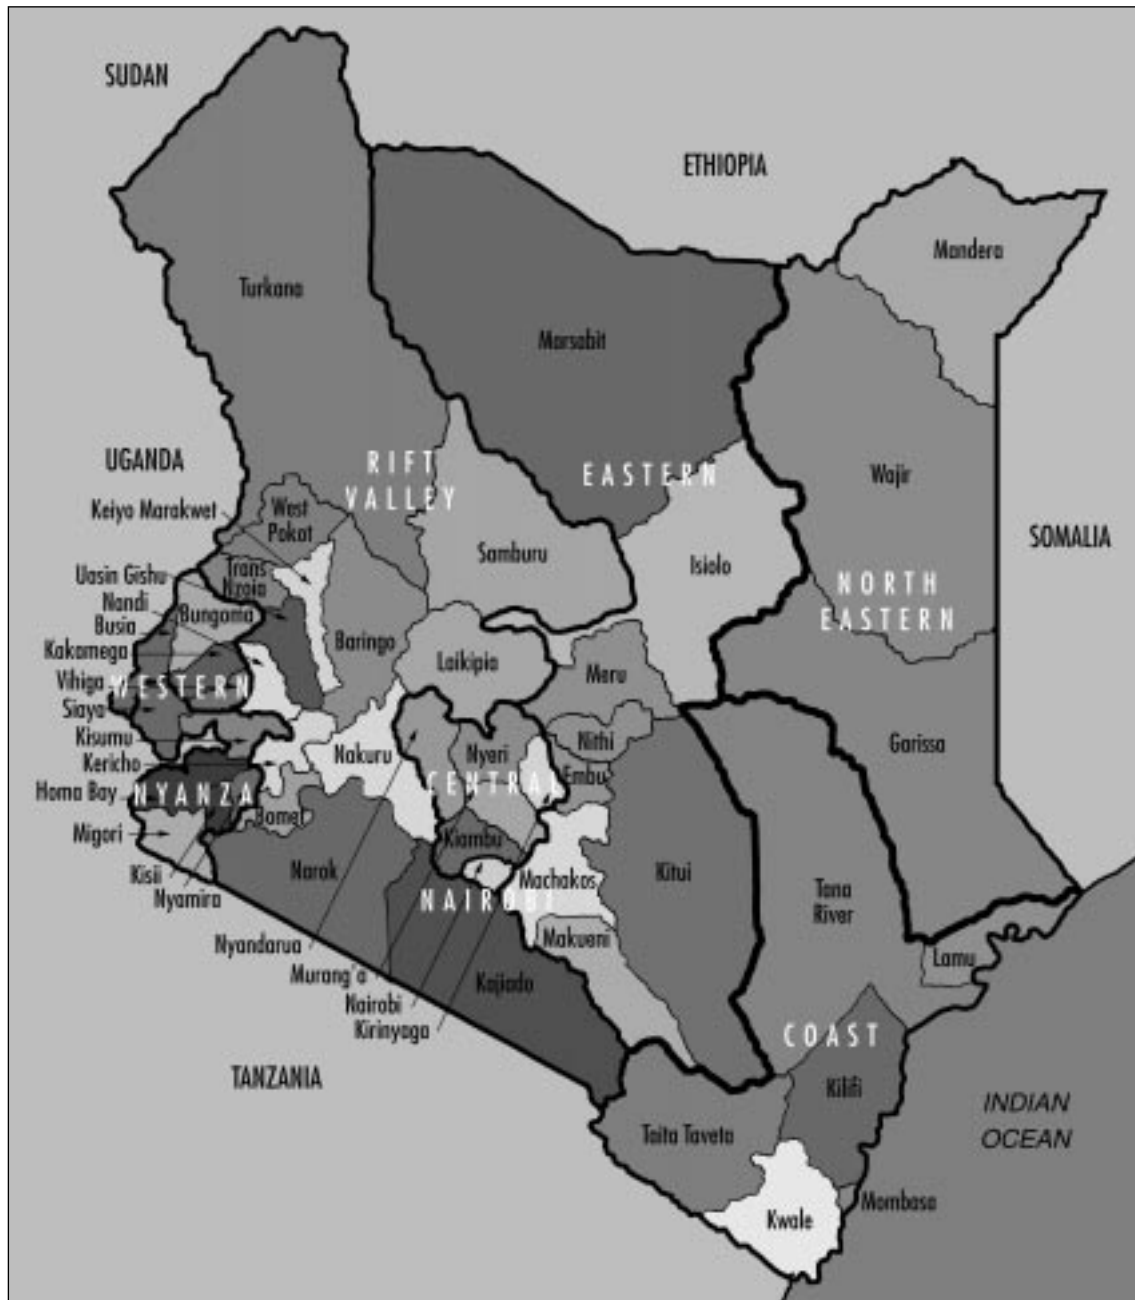 SUDAN
ETHIOPIA
Mandera
Turkana
Marsabit
UGANDA
RIFT
VALLEY
EASTERN
Wajir
Keiyo Marakwet
West
Pokot
Samburu
Isiolo
SOMALIA
Uasin Gishu
Trans
Nzoia
NORTH
EASTERN
Nandi
Bungoma
Busia
Baringo
Kakamega
Laikipia
Meru
Vihiga
WESTERN
Siaya
Kisumu
Nakuru
Nyeri
Nithi
Garissa
Kericho
CENTRAL
Embu
Homa Bay
NYANZA
Bomet
Migori
Kiambu
Kisii
Narok
Machakos
Kitui
Nyamira
NAIROBI
Tana
River
Nyandarua
Makueni
Lamu
Murang'a
Kajiado
Nairobi
Kirinyaga
COAST
TANZANIA
Kilifi
INDIAN
OCEAN
Taita Taveta
Mombasa
Kwale